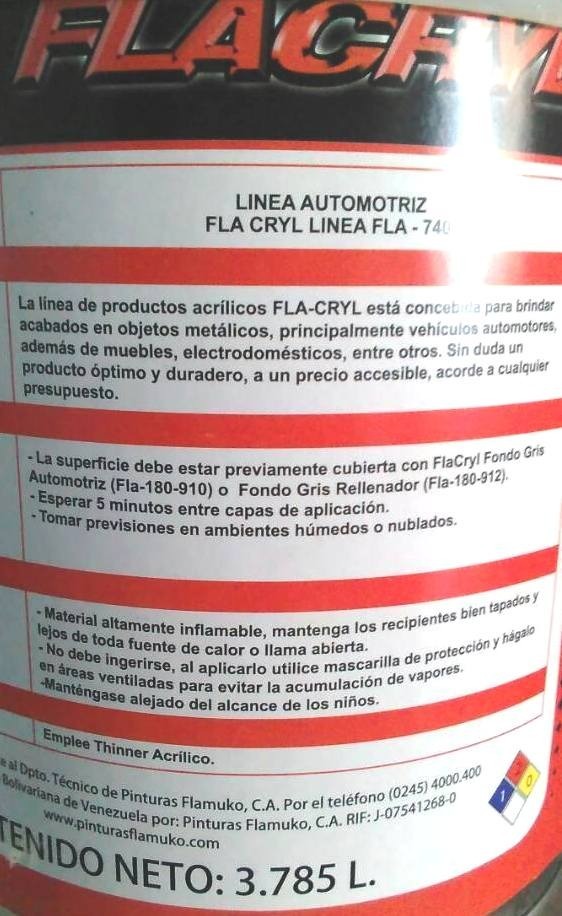 FLACRYL
LINEA AUTOMOTRIZ
FLA CRYL LINEA FLA - 740
La línea de productos acrílicos FLA-CRYL está concebida para brindar
acabados en objetos metálicos, principalmente vehículos automotores,
además de muebles, electrodomésticos, entre otros. Sin duda un
producto óptimo y duradero, a un precio accesible, acorde a cualquier
presupuesto.
- La superficie debe estar previamente cubierta con FlaCryl Fondo Gris
Automotriz (Fla-180-910) o Fondo Gris Rellenador (Fla-180-912).
- Esperar 5 minutos entre capas de aplicación.
- Tomar previsiones en ambientes húmedos o nublados.
- Material altamente inflamable, mantenga los recipientes bien tapados y
lejos de toda fuente de calor o llama abierta.
- No debe ingerirse, al aplicarlo utilice mascarilla de protección y hágalo
en áreas ventiladas para evitar la acumulación de vapores.
-Manténgase alejado del alcance de los niños.
Emplee Thinner Acrílico.
al Dpto. Técnico de Pinturas Flamuko, C.A. Por el teléfono (0245) 4000.400
Bolivariana de Venezuela por: Pinturas Flamuko, C.A. RIF: J-07541268-0
www.pinturasflamuko.com
1 0
TENIDO NETO: 3.785 L.